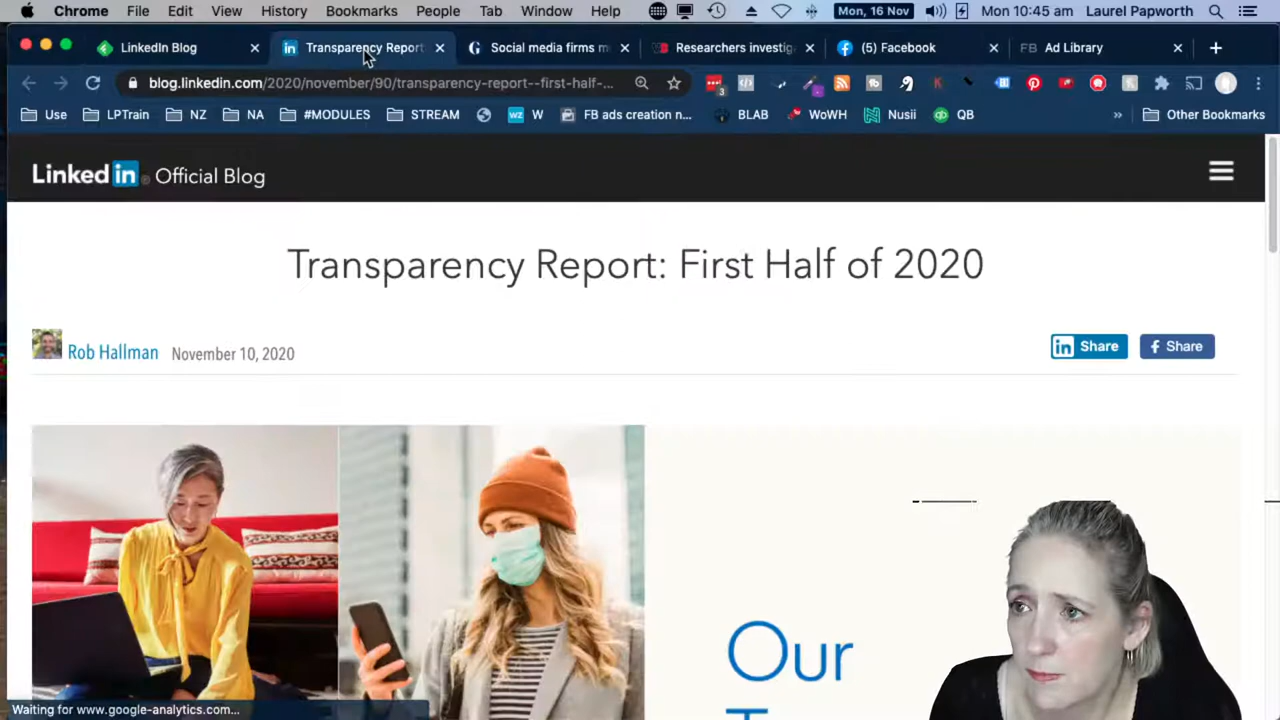 Chrome File Edit View History Bookmarks People Tab Window Help Mon, 16 Nov Mon 10:45 am Laurel Papworth
LinkedIn Blog Transparency Report: Social media firms m Researchers investig (5) Facebook FB Ad Library
blog.linkedin.com/2020/november/90/transparency-report--first-half-... 3
Use LPTrain NZ NA #MODULES STREAM wz W FB ads creation n... BLAB WoWH Nusii QB » Other Bookmarks
Linked in Official Blog
Transparency Report: First Half of 2020
Rob Hallman November 10, 2020 in Share f Share
Our
Waiting for www.google-analytics.com...